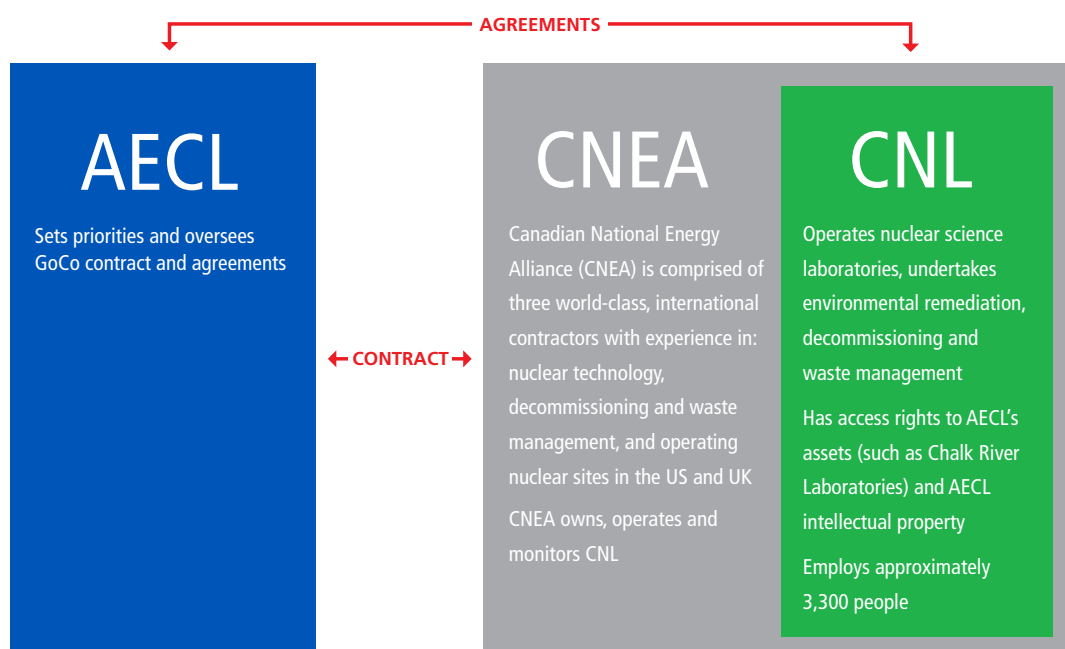 AGREEMENTS
AECL
Sets priorities and oversees
GoCo contract and agreements
CONTRACT
CNEA
Canadian National Energy
Alliance (CNEA) is comprised of
three world-class, international
contractors with experience in:
nuclear technology,
decommissioning and waste
management, and operating
nuclear sites in the US and UK
CNEA owns, operates and
monitors CNL
CNL
Operates nuclear science
laboratories, undertakes
environmental remediation,
decommissioning and
waste management
Has access rights to AECL’s
assets (such as Chalk River
Laboratories) and AECL
intellectual property
Employs approximately
3,300 people